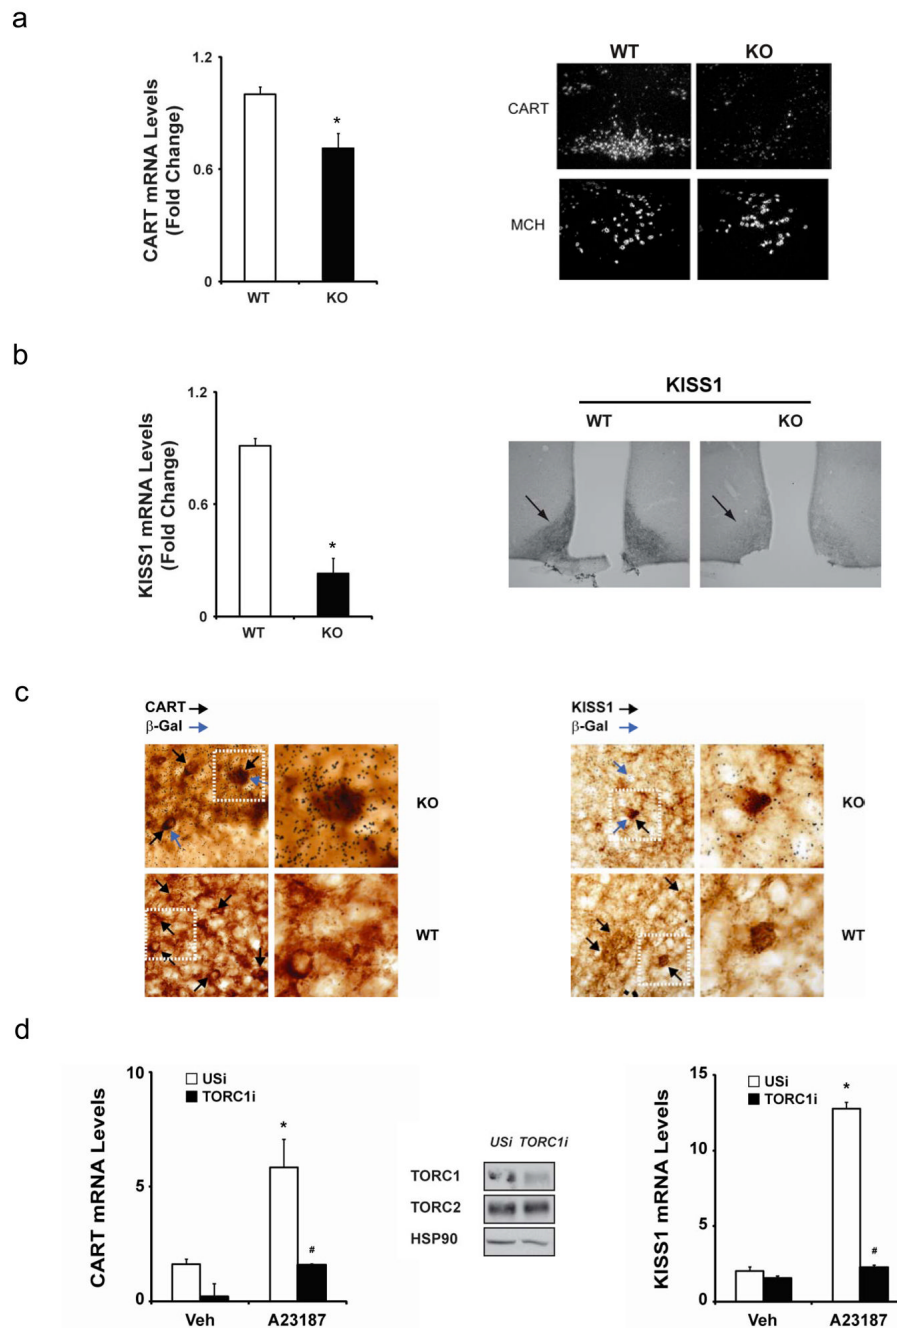 a
CART mRNA Levels
(Fold Change)
1.2
0.6
0
*
WT
KO
WT
KO
CART
MCH
b
KISS1 mRNA Levels
(Fold Change)
1.2
0.6
0
*
WT
KO
KISS1
WT
KO
c
CART
β-Gal
KO
WT
KISS1
β-Gal
KO
WT
d
CART mRNA Levels
10
5
0
USi
TORC1i
*
#
Veh
A23187
USi TORC1i
TORC1
TORC2
HSP90
KISS1 mRNA Levels
15
10
5
0
USi
TORC1i
*
#
Veh
A23187